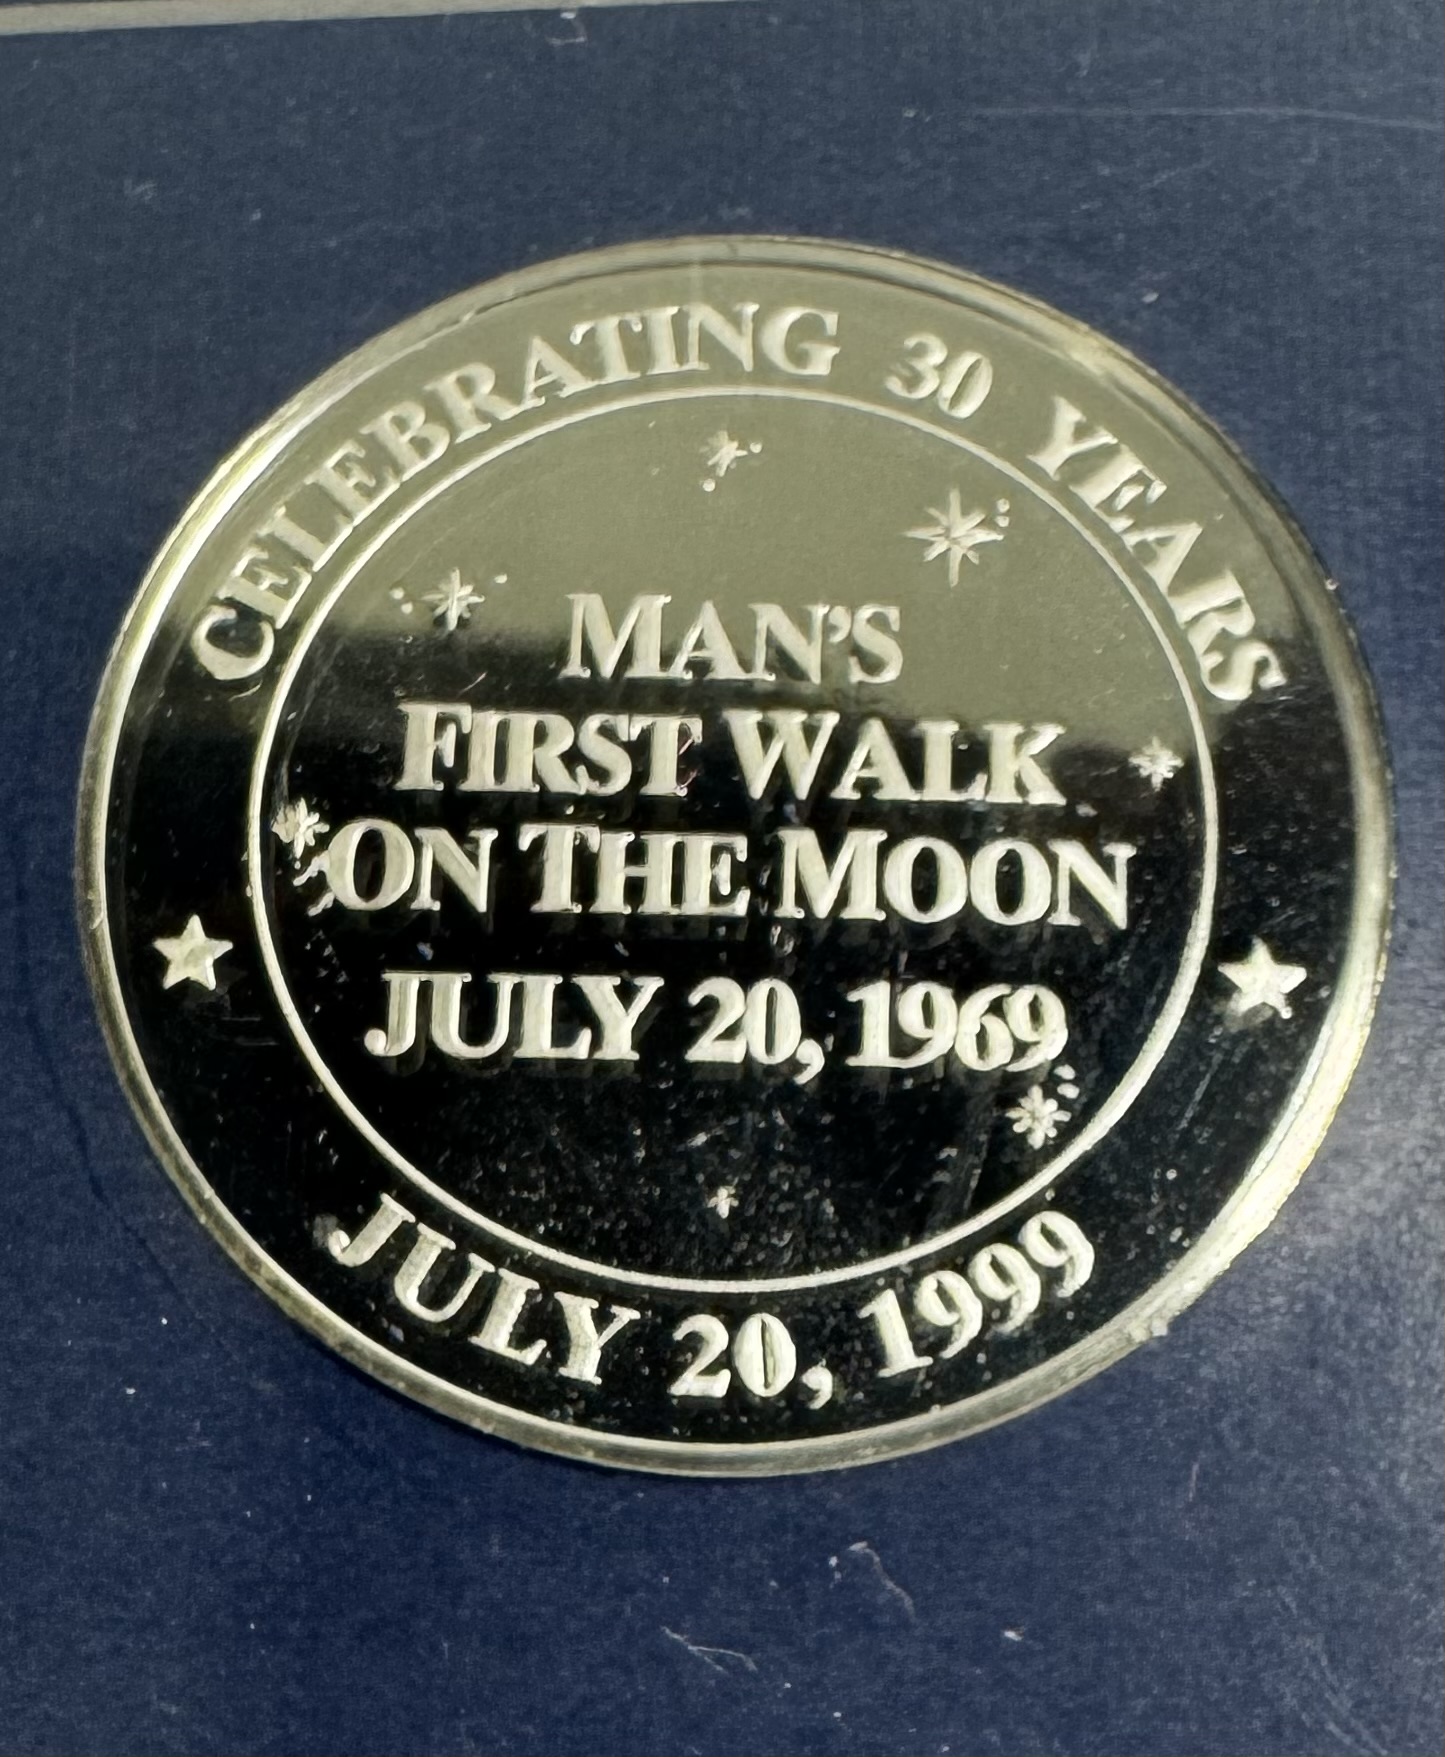 CELEBRATING 30 YEARS
MAN'S
FIRST WALK
ON THE MOON
JULY 20, 1969
JULY 20, 1999